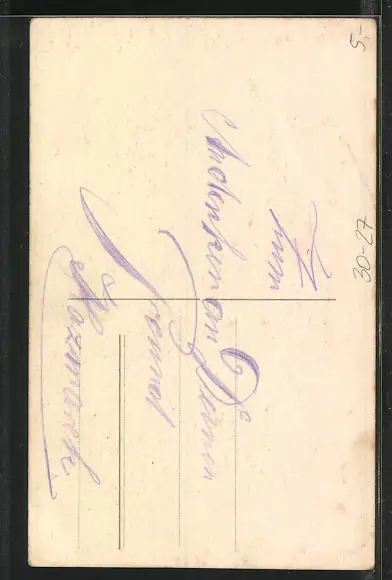 Zum
Andenken an Deinen
Freund
5,-
30-27